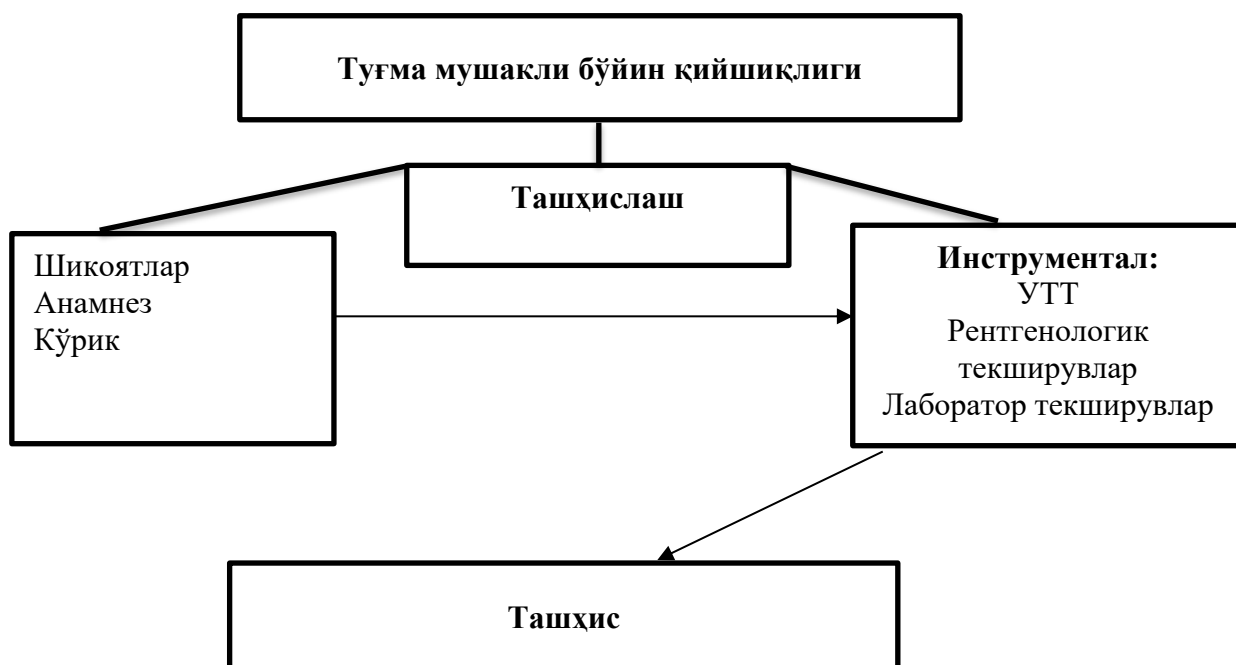 Туғма мушакли бўйин қийшиқлиги
Ташҳислаш
Шикоятлар
Анамнез
Кўрик
Инструментал:
УТТ
Рентгенологик
текширувлар
Лаборатор текширувлар
Ташҳис